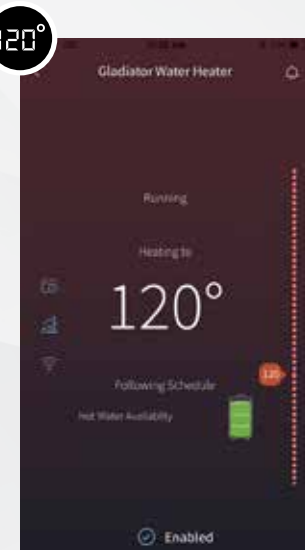 120°
Gladiator Water Heater
Running
Heating to
120°
120
Following Schedule
Hot Water Availability
Enabled